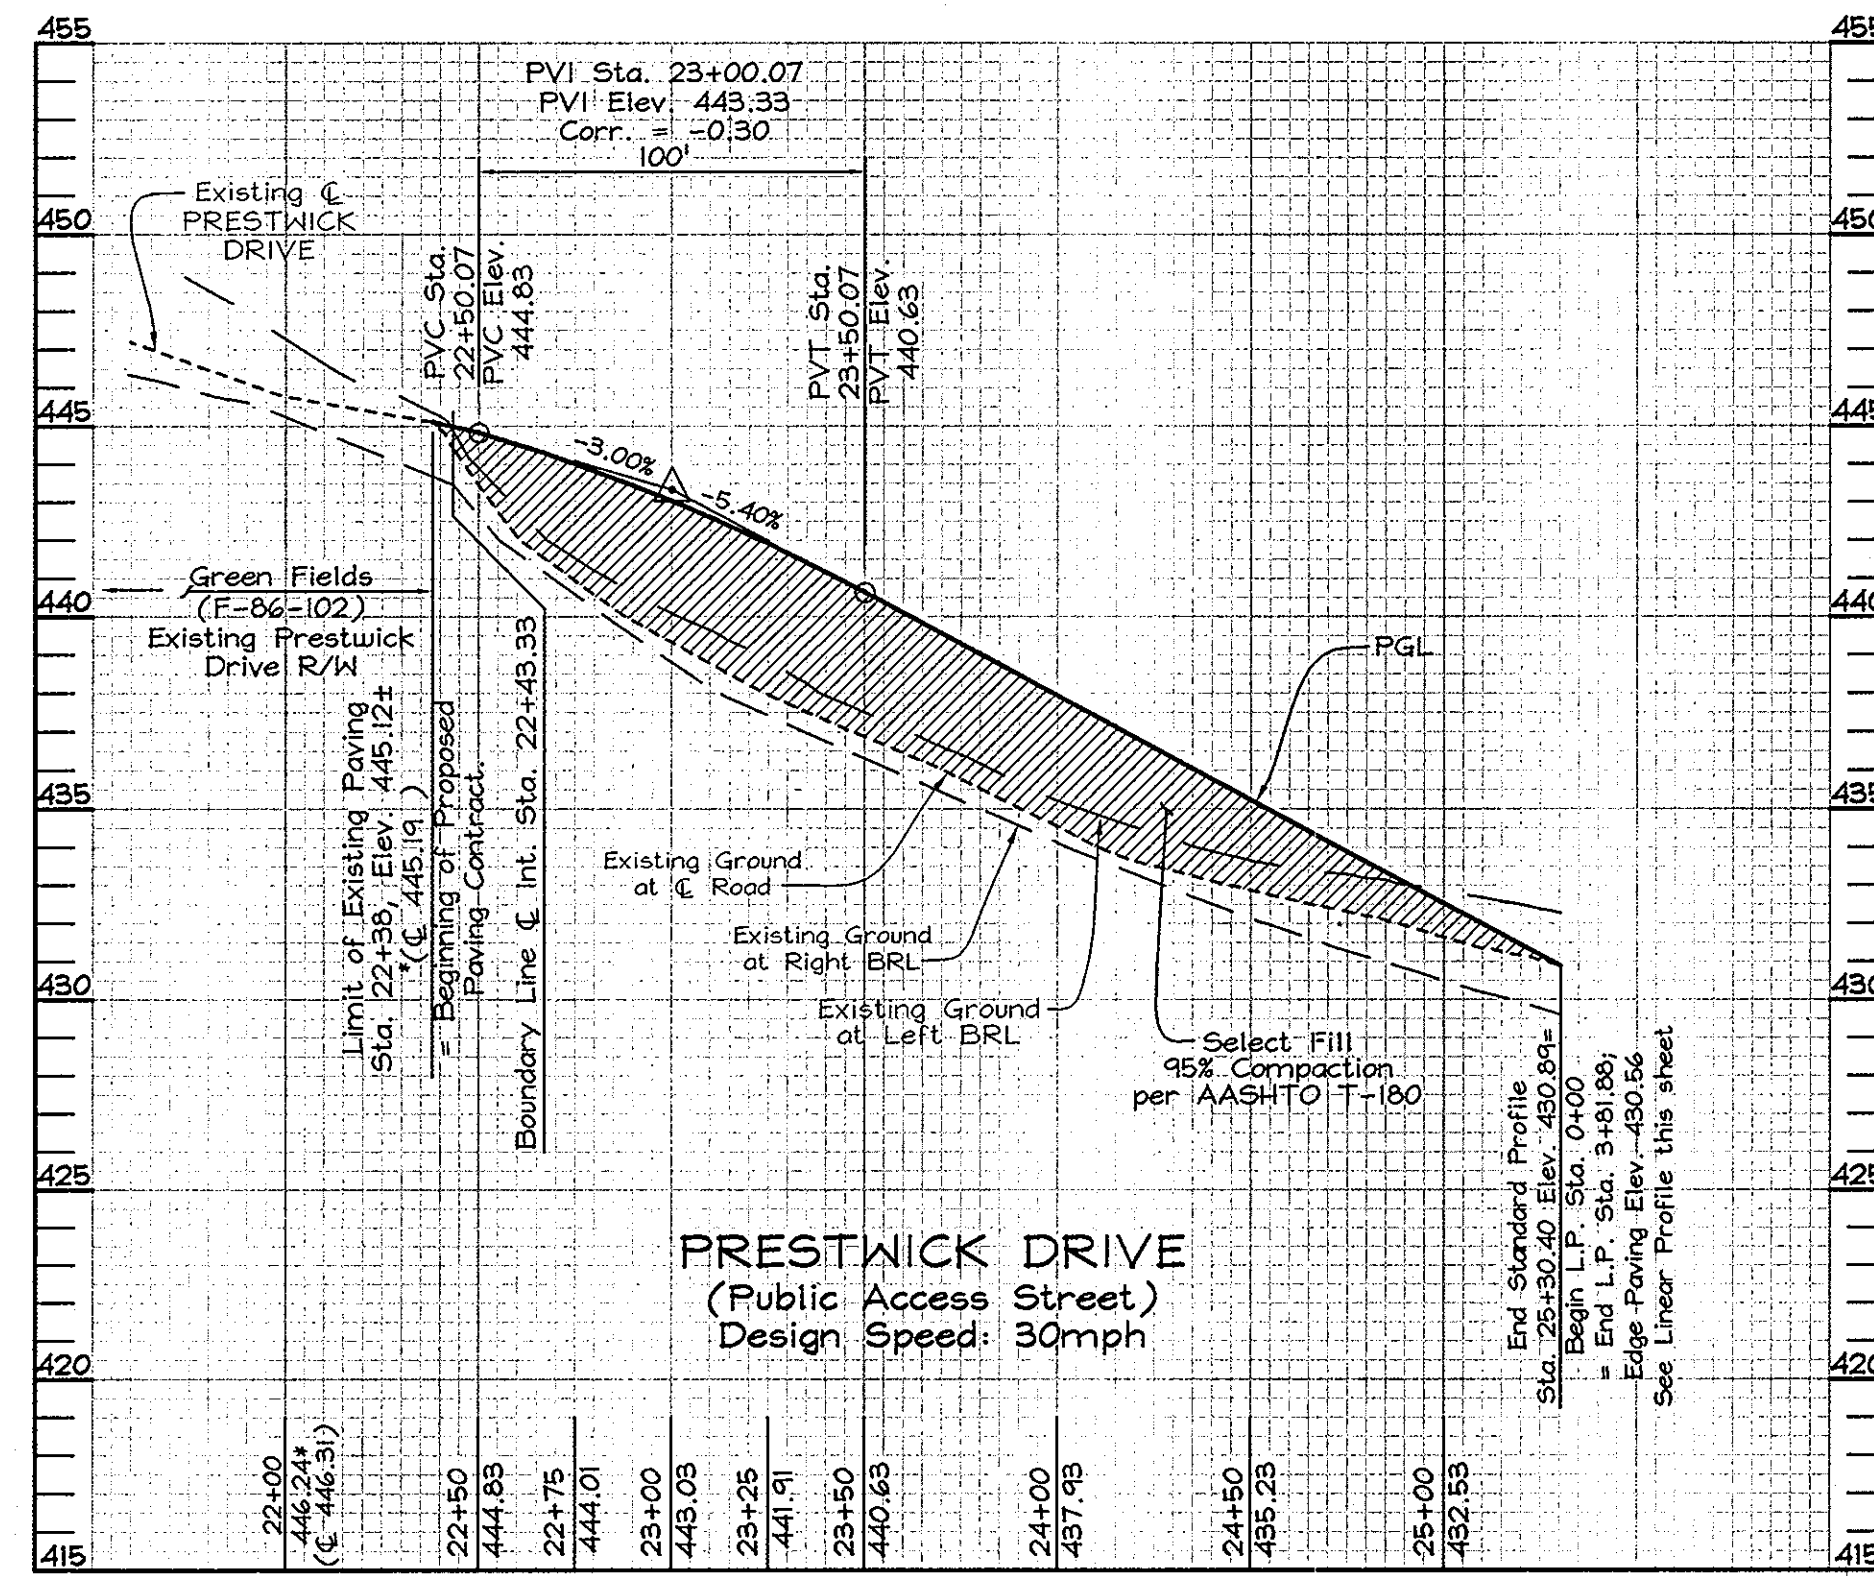 455
455
PVI Sta. 23+00.07
PVI Elev. 443.33
Corr. = -0.30
100'
Existing ℄
PRESTWICK
DRIVE
450
450
PVC Sta.
22+50.07
PVC Elev.
444.83
PVT Sta.
23+50.07
PVT Elev.
440.63
445
445
-3.00%
-5.40%
Green Fields
(F-86-102)
Existing Prestwick
Drive R/W
440
440
PGL
Limit of Existing Paving
Sta. 22+38, Elev. 445.12±
*(℄ 445.19 )
= Beginning of Proposed
Paving Contract.
Boundary Line ℄ Int. Sta. 22+43.33
435
435
Existing Ground
at ℄ Road
Existing Ground
at Right BRL
Existing Ground
at Left BRL
Select Fill
95% Compaction
per AASHTO T-180
430
430
End Standard Profile
Sta. 25+30.40 Elev. 430.89=
Begin L.P. Sta. 0+00
= End L.P. Sta. 3+81.88;
Edge Paving Elev. 430.56
See Linear Profile this sheet
425
425
PRESTWICK DRIVE
(Public Access Street)
Design Speed: 30mph
420
420
22+00
446.24*
(℄ 446.31)
22+50
444.83
22+75
444.01
23+00
443.03
23+25
441.91
23+50
440.63
24+00
437.93
24+50
435.23
25+00
432.53
415
415